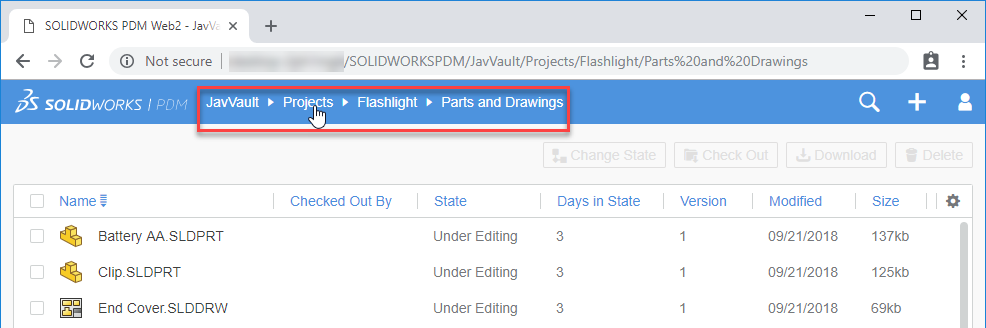 SOLIDWORKS PDM Web2 - JavV
Not secure /SOLIDWORKSPDM/JavVault/Projects/Flashlight/Parts%20and%20Drawings
SOLIDWORKS | PDM JavVault Projects Flashlight Parts and Drawings
Change State Check Out Download Delete
Name Checked Out By State Days in State Version Modified Size
Battery AA.SLDPRT Under Editing 3 1 09/21/2018 137kb
Clip.SLDPRT Under Editing 3 1 09/21/2018 125kb
End Cover.SLDDRW Under Editing 3 1 09/21/2018 69kb